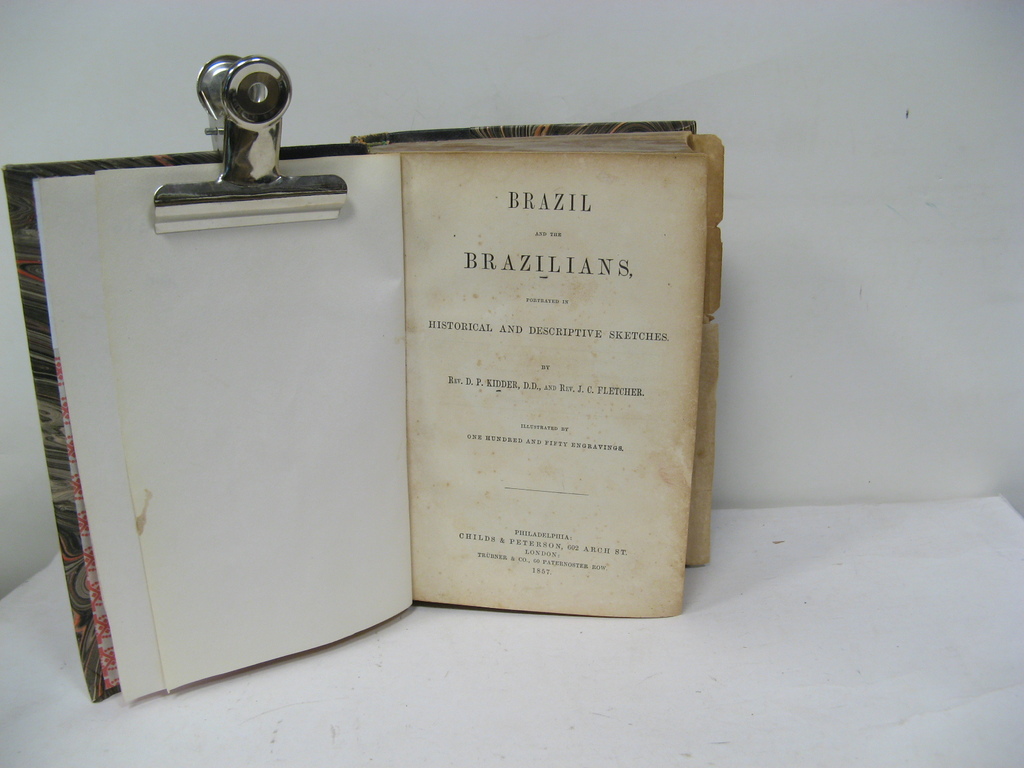 BRAZIL
AND THE
BRAZILIANS,
PORTRAYED IN
HISTORICAL AND DESCRIPTIVE SKETCHES.
BY
REV. D. P. KIDDER, D.D., AND REV. J. C. FLETCHER.
ILLUSTRATED BY
ONE HUNDRED AND FIFTY ENGRAVINGS.
PHILADELPHIA:
CHILDS & PETERSON, 602 ARCH ST.
LONDON:
TRÜBNER & CO., 60 PATERNOSTER ROW.
1857.